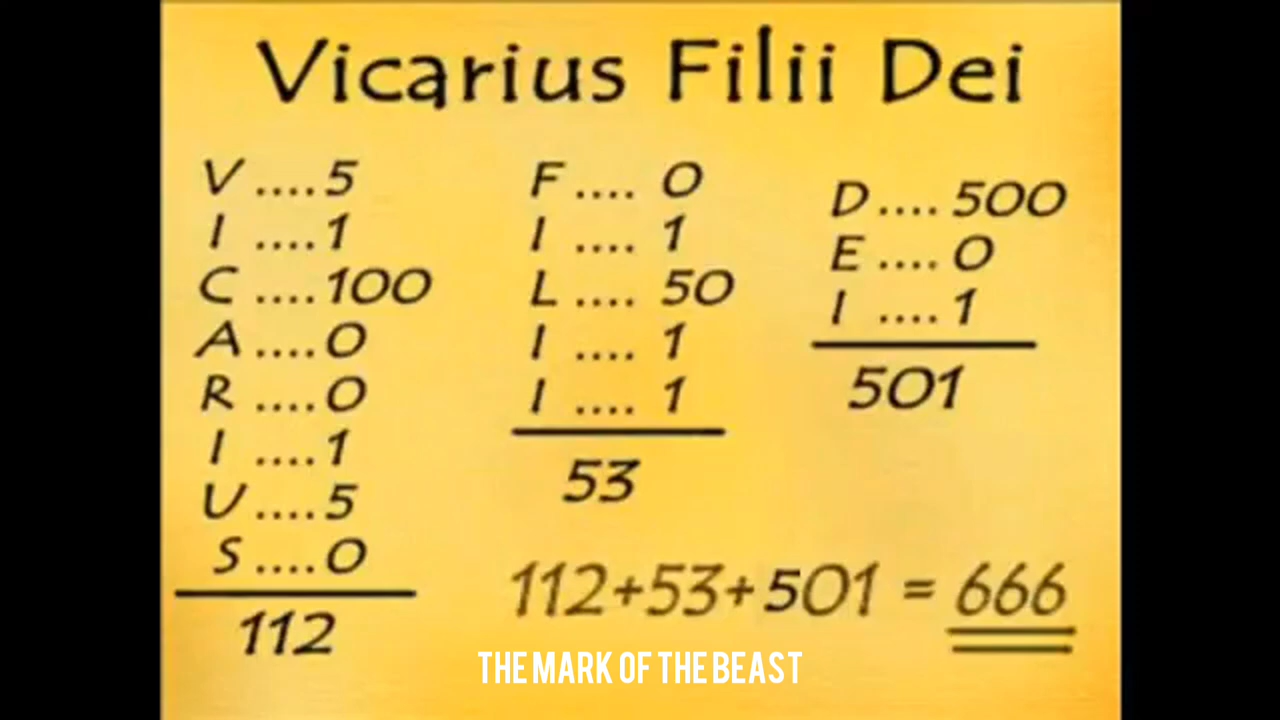 Vicarius Filii Dei
V ....5
I ....1
C ....100
A ....0
R ....0
I ....1
U ....5
S ....0
112
F .... 0
I .... 1
L .... 50
I .... 1
I .... 1
53
D .... 500
E .... 0
I .... 1
501
112+53+501 = 666
THE MARK OF THE BEAST